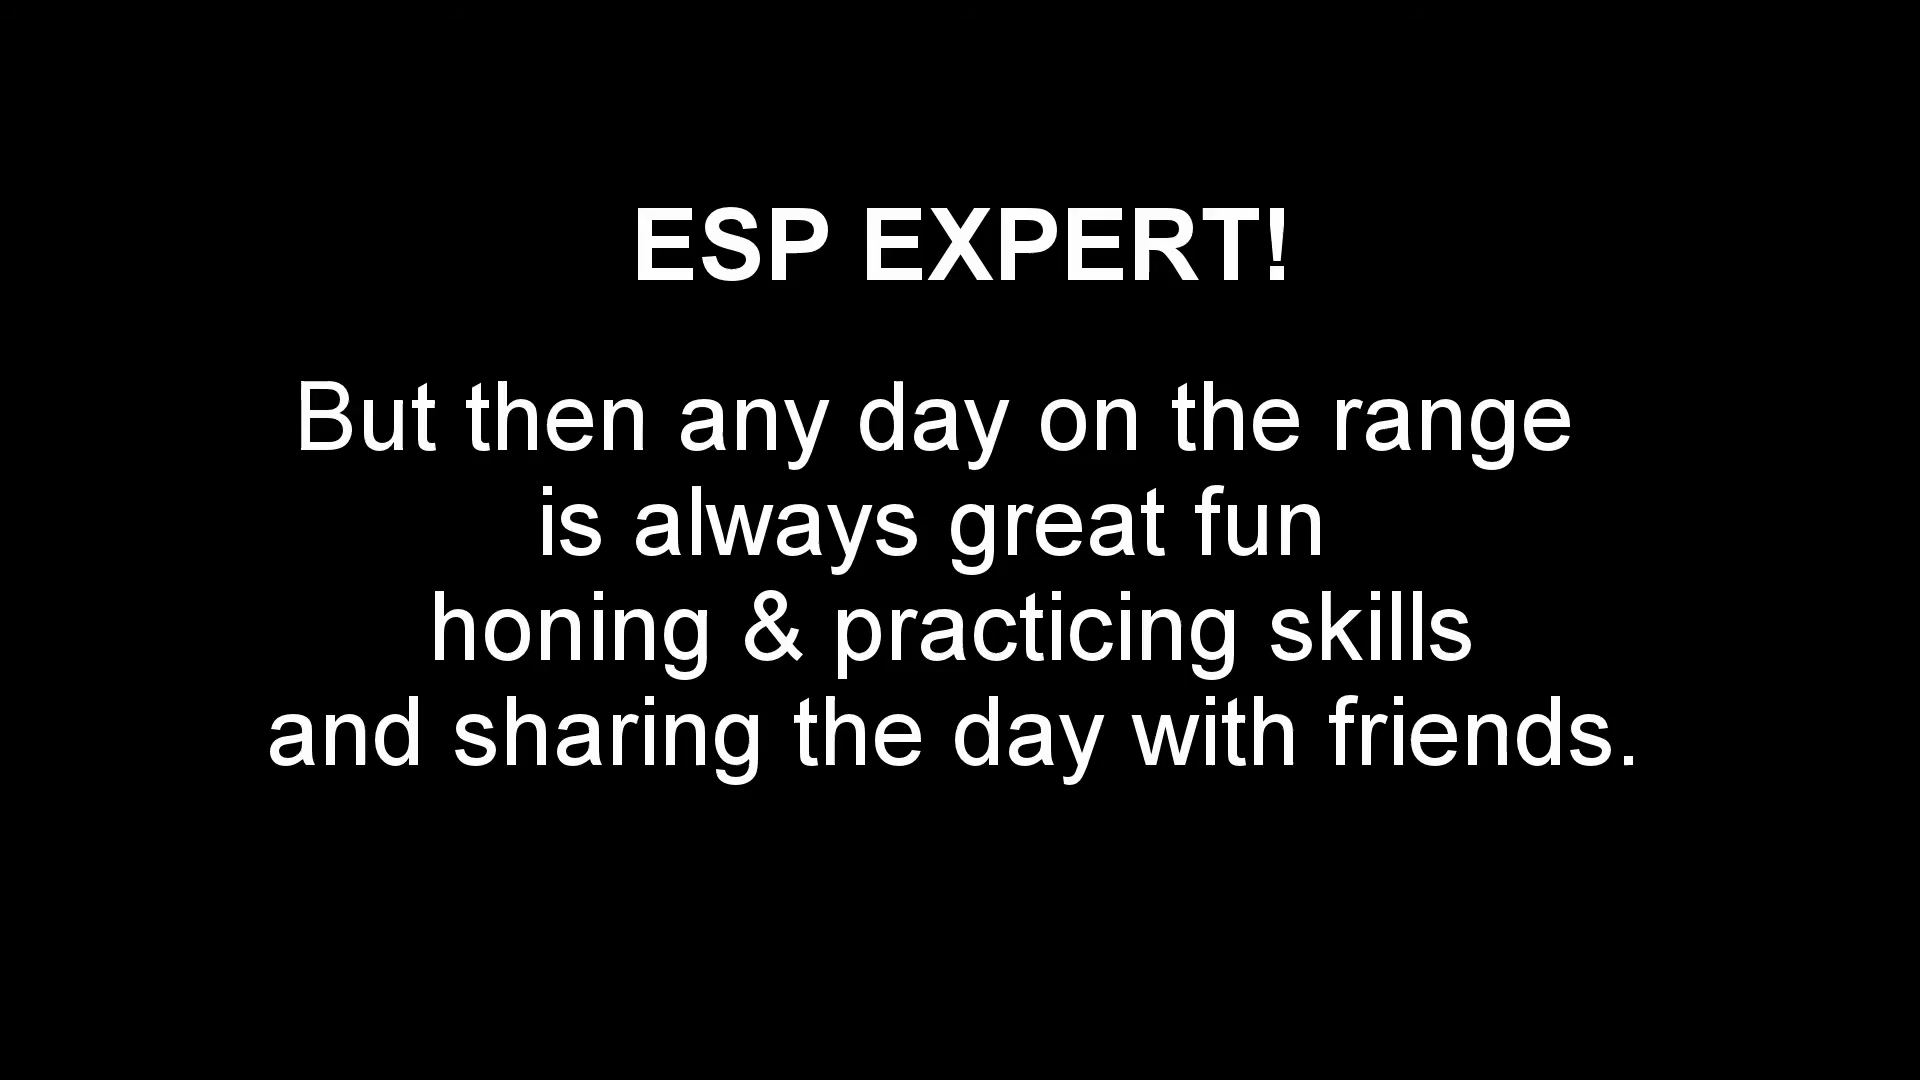 ESP EXPERT!
But then any day on the range
is always great fun
honing & practicing skills
and sharing the day with friends.